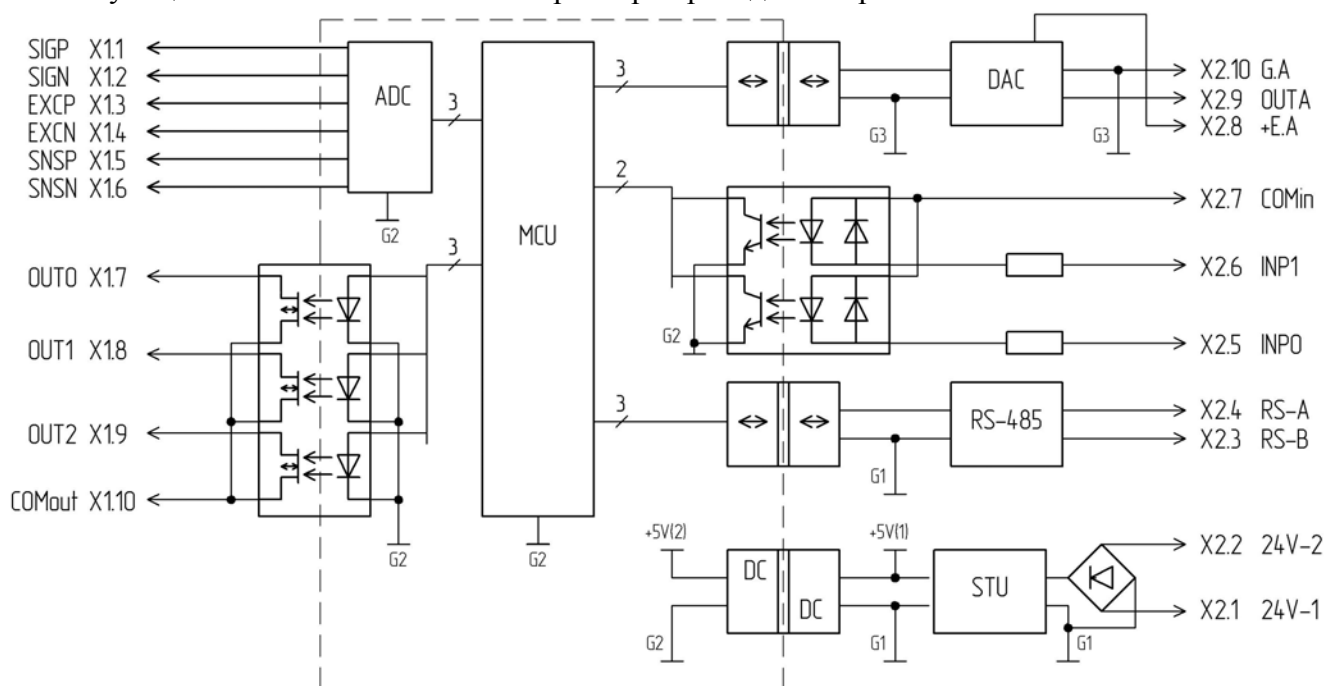 SIGP X1.1
SIGN X1.2
EXCP X1.3
EXCN X1.4
SNSP X1.5
SNSN X1.6
ADC
3
G2
MCU
G2
3
OUT0 X1.7
OUT1 X1.8
OUT2 X1.9
COMout X1.10
G2
3
G3
DAC
G3
X2.10 G.A
X2.9 OUTA
X2.8 +E.A
2
G2
X2.7 COMin
X2.6 INP1
X2.5 INP0
3
G1
RS-485
X2.4 RS-A
X2.3 RS-B
+5V(2)
G2
DC
DC
+5V(1)
G1
STU
G1
X2.2 24V-2
X2.1 24V-1